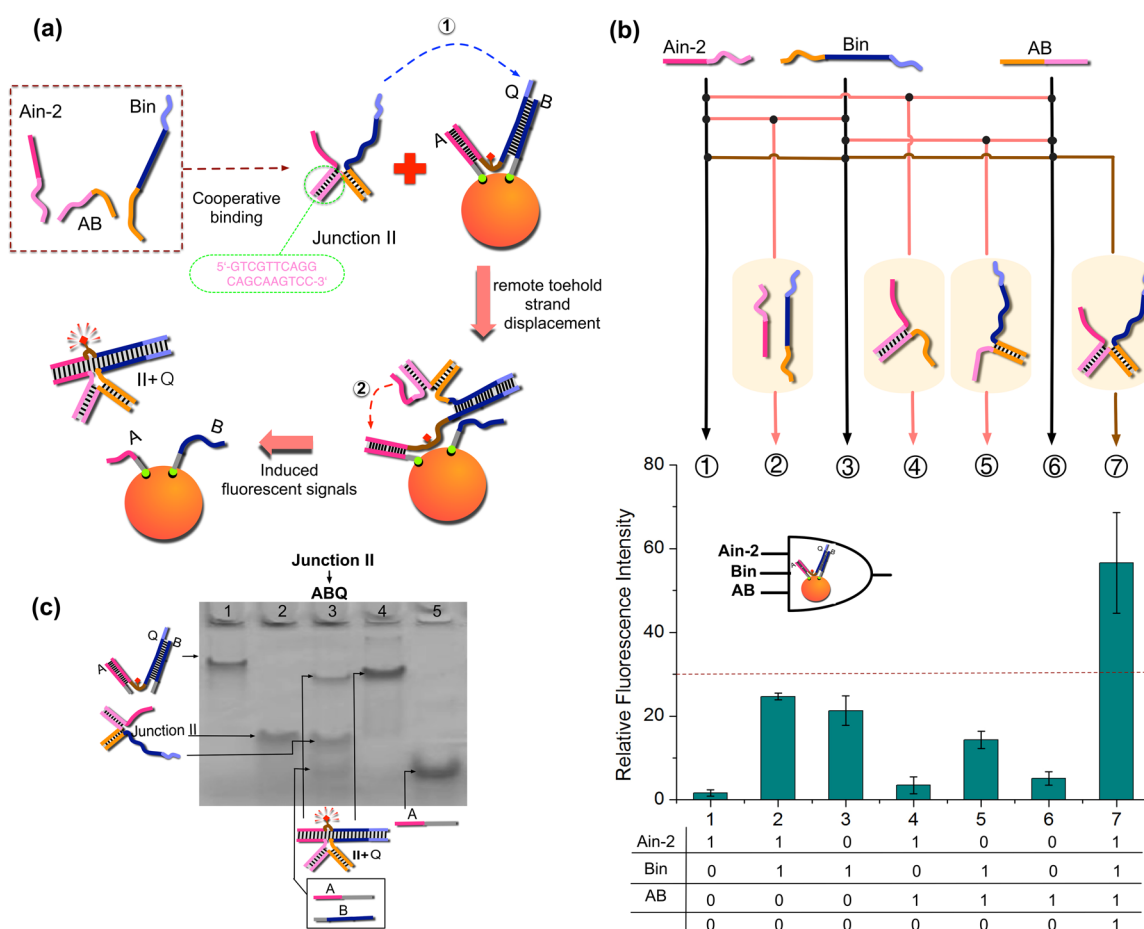 (a)
①
Ain-2
Bin
AB
Cooperative
binding
Junction II
5'-GTCGTTCAGG
CAGCAAGTCC-3'
Q
B
A
remote toehold
strand
displacement
②
II+Q
A
B
Induced
fluorescent signals
(b)
Ain-2
Bin
AB
① ② ③ ④ ⑤ ⑥ ⑦
Relative Fluorescence Intensity
80
60
40
20
0
Ain-2
Bin
AB
A
Q
B
1 2 3 4 5 6 7
Ain-2 1 1 0 1 0 0 1
Bin 0 1 1 0 1 0 1
AB 0 0 0 1 1 1 1
0 0 0 0 0 0 1
(c)
Junction II
ABQ
1 2 3 4 5
Q
B
A
Junction II
A
II+Q
A
B